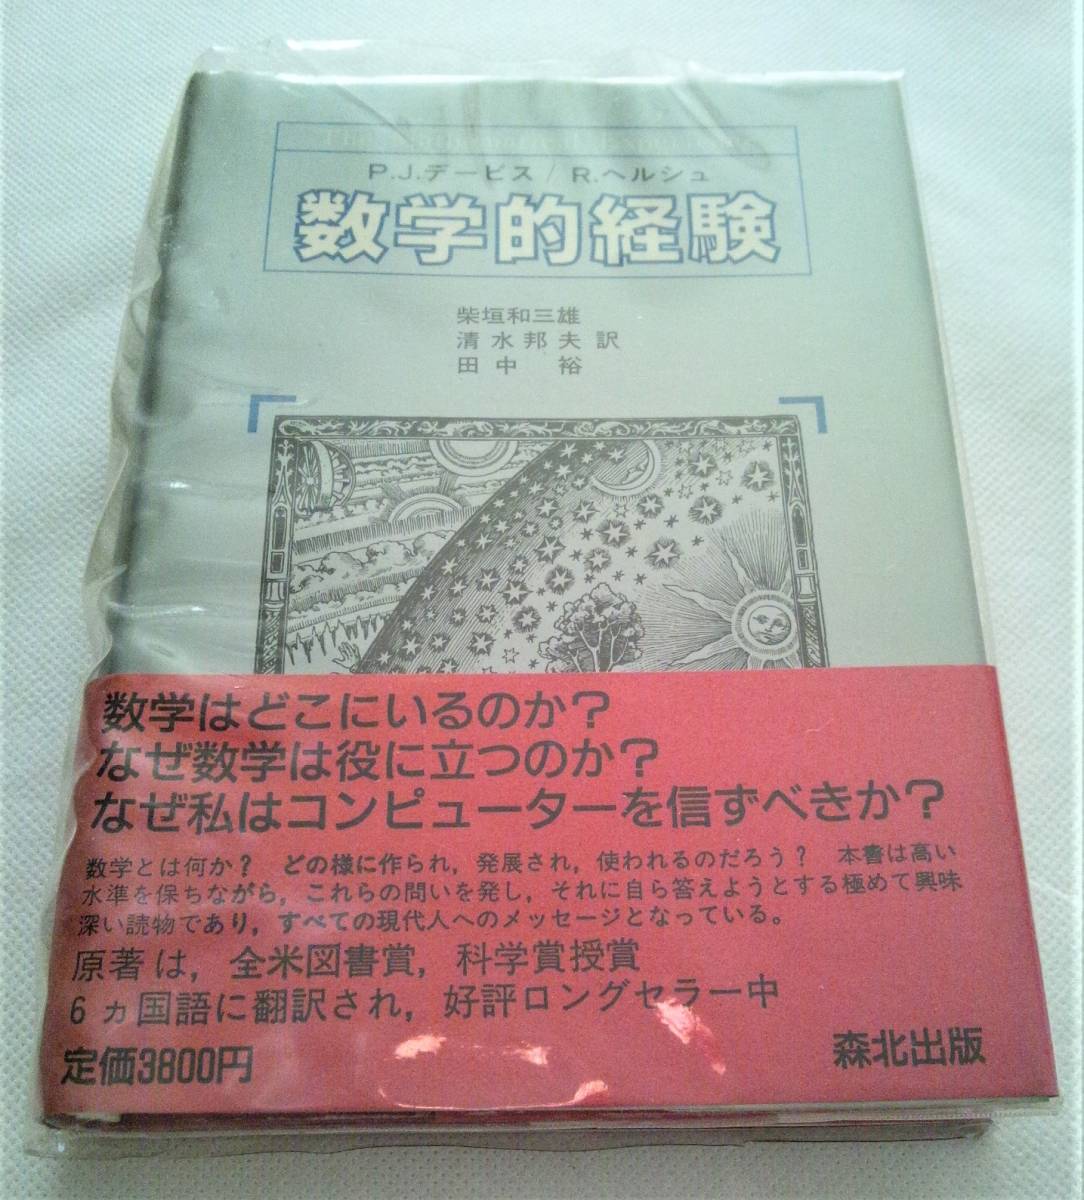 P.J.デービス / R.ヘルシュ
数学的経験
柴垣和三雄
清水邦夫 訳
田中 裕
数学はどこにいるのか?
なぜ数学は役に立つのか?
なぜ私はコンピューターを信ずべきか?
数学とは何か? どの様に作られ, 発展され, 使われるのだろう? 本書は高い
水準を保ちながら, これらの問いを発し, それに自ら答えようとする極めて興味
深い読物であり, すべての現代人へのメッセージとなっている。
原著は, 全米図書賞, 科学賞授賞
6ヵ国語に翻訳され, 好評ロングセラー中
定価3800円
森北出版